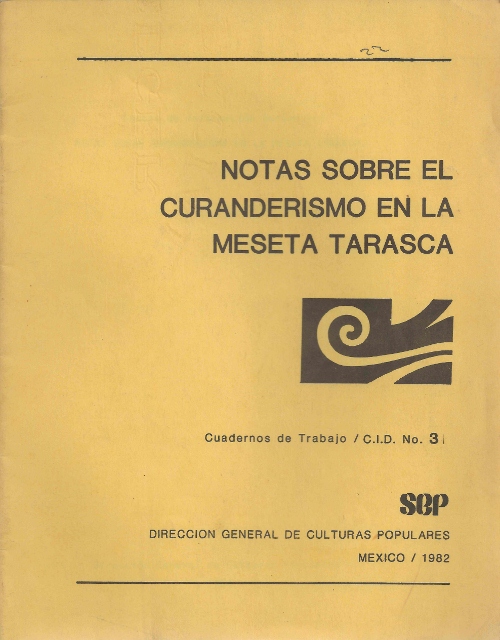 22
NOTAS SOBRE EL
CURANDERISMO EN LA
MESETA TARASCA
Cuadernos de Trabajo / C.I.D. No. 3
SEP
DIRECCION GENERAL DE CULTURAS POPULARES
MEXICO / 1982